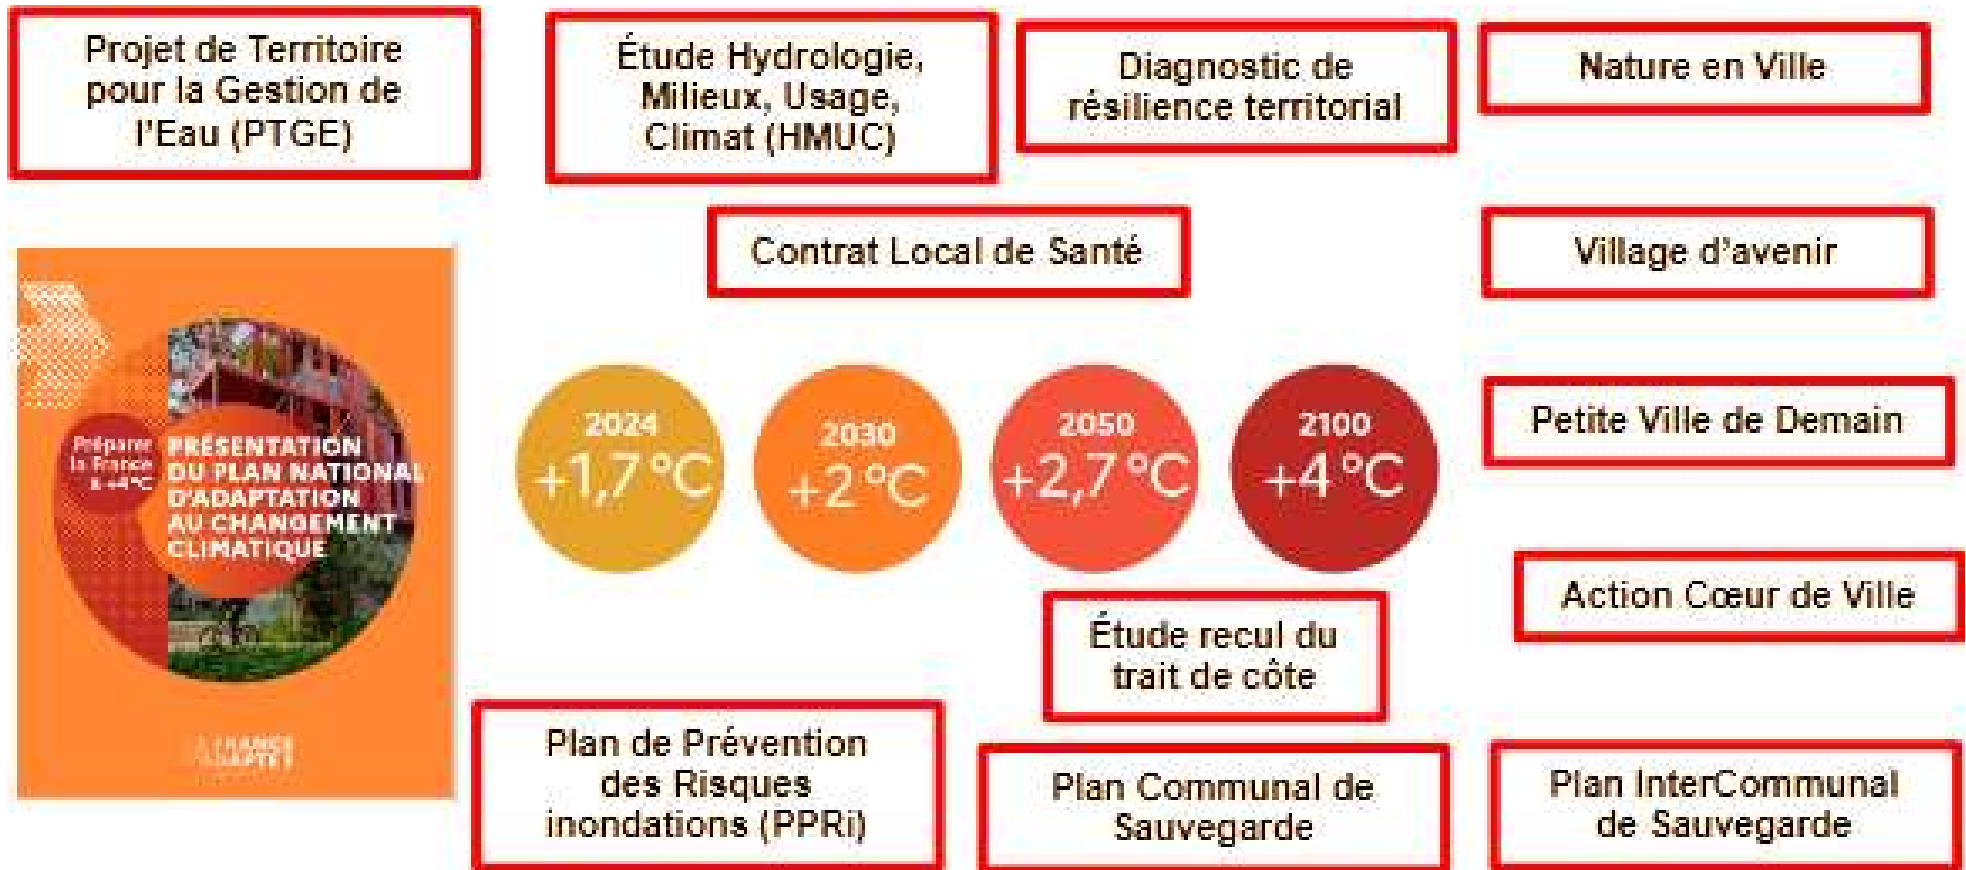 Projet de Territoire
pour la Gestion de
l'Eau (PTGE)
Étude Hydrologie,
Milieux, Usage,
Climat (HMUC)
Diagnostic de
résilience territorial
Nature en Ville
Contrat Local de Santé
Village d'avenir
Préparer
la France
à +4°C
PRÉSENTATION
DU PLAN NATIONAL
D'ADAPTATION
AU CHANGEMENT
CLIMATIQUE
2024
+1,7°C
2030
+2°C
2050
+2,7°C
2100
+4°C
Petite Ville de Demain
Action Cœur de Ville
Étude recul du
trait de côte
Plan de Prévention
des Risques
inondations (PPRi)
Plan Communal de
Sauvegarde
Plan InterCommunal
de Sauvegarde